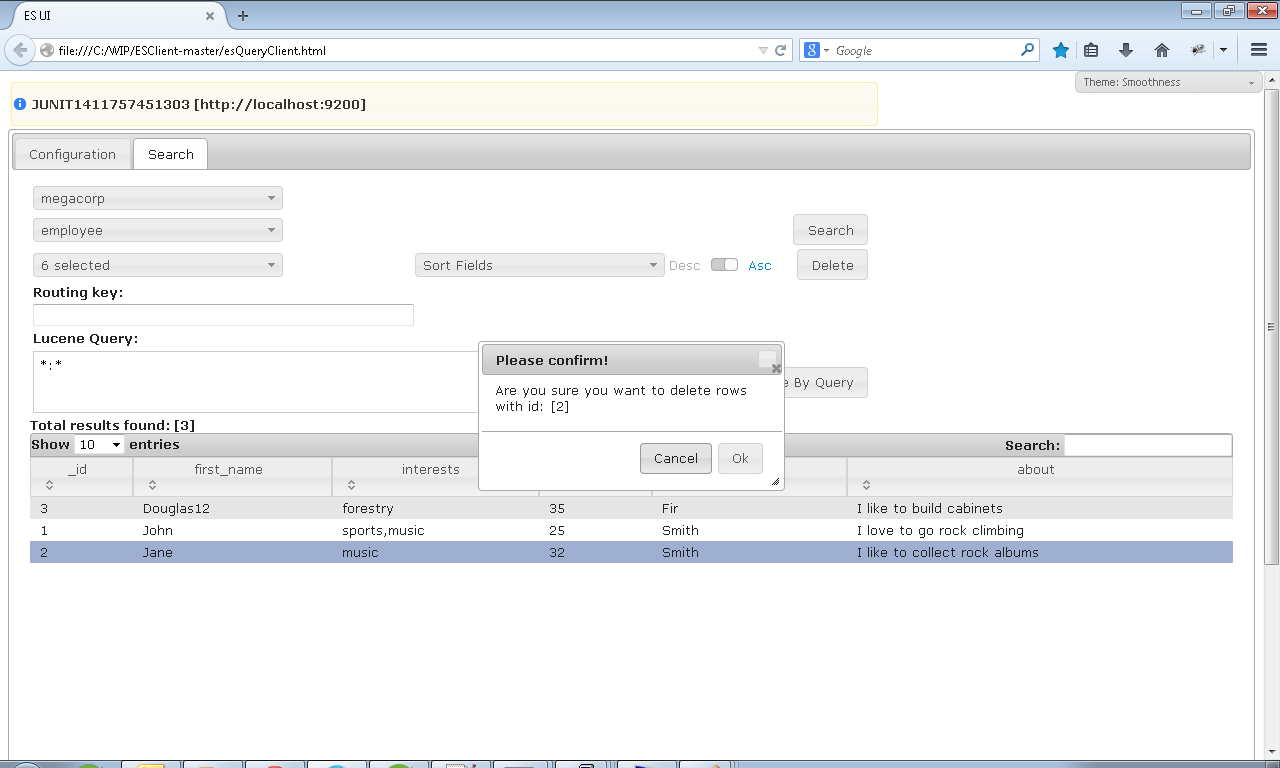 ES UI
file:///C:/WIP/ESClient-master/esQueryClient.html
Google
Theme: Smoothness
JUNIT1411757451303 [http://localhost:9200]
Configuration Search
megacorp
employee Search
6 selected Sort Fields Desc Asc Delete
Routing key:
Lucene Query:
*:*
Please confirm!
Are you sure you want to delete rows
with id: [2]
Cancel Ok
e By Query
Total results found: [3]
Show 10 entries Search:
_id first_name interests about
3 Douglas12 forestry 35 Fir I like to build cabinets
1 John sports,music 25 Smith I love to go rock climbing
2 Jane music 32 Smith I like to collect rock albums